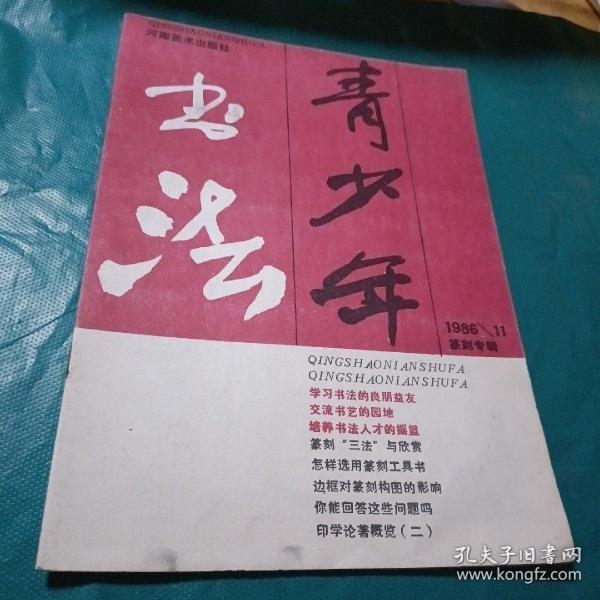 QINGSHAONIANSHUFA
河南美术出版社
青少年
书法
1986\11
篆刻专辑
QINGSHAONIANSHUFA
QINGSHAONIANSHUFA
学习书法的良朋益友
交流书艺的园地
培养书法人才的摇篮
篆刻“三法”与欣赏
怎样选用篆刻工具书
边框对篆刻构图的影响
你能回答这些问题吗
印学论著概览（二）
孔夫子旧书网
www.kongfz.com